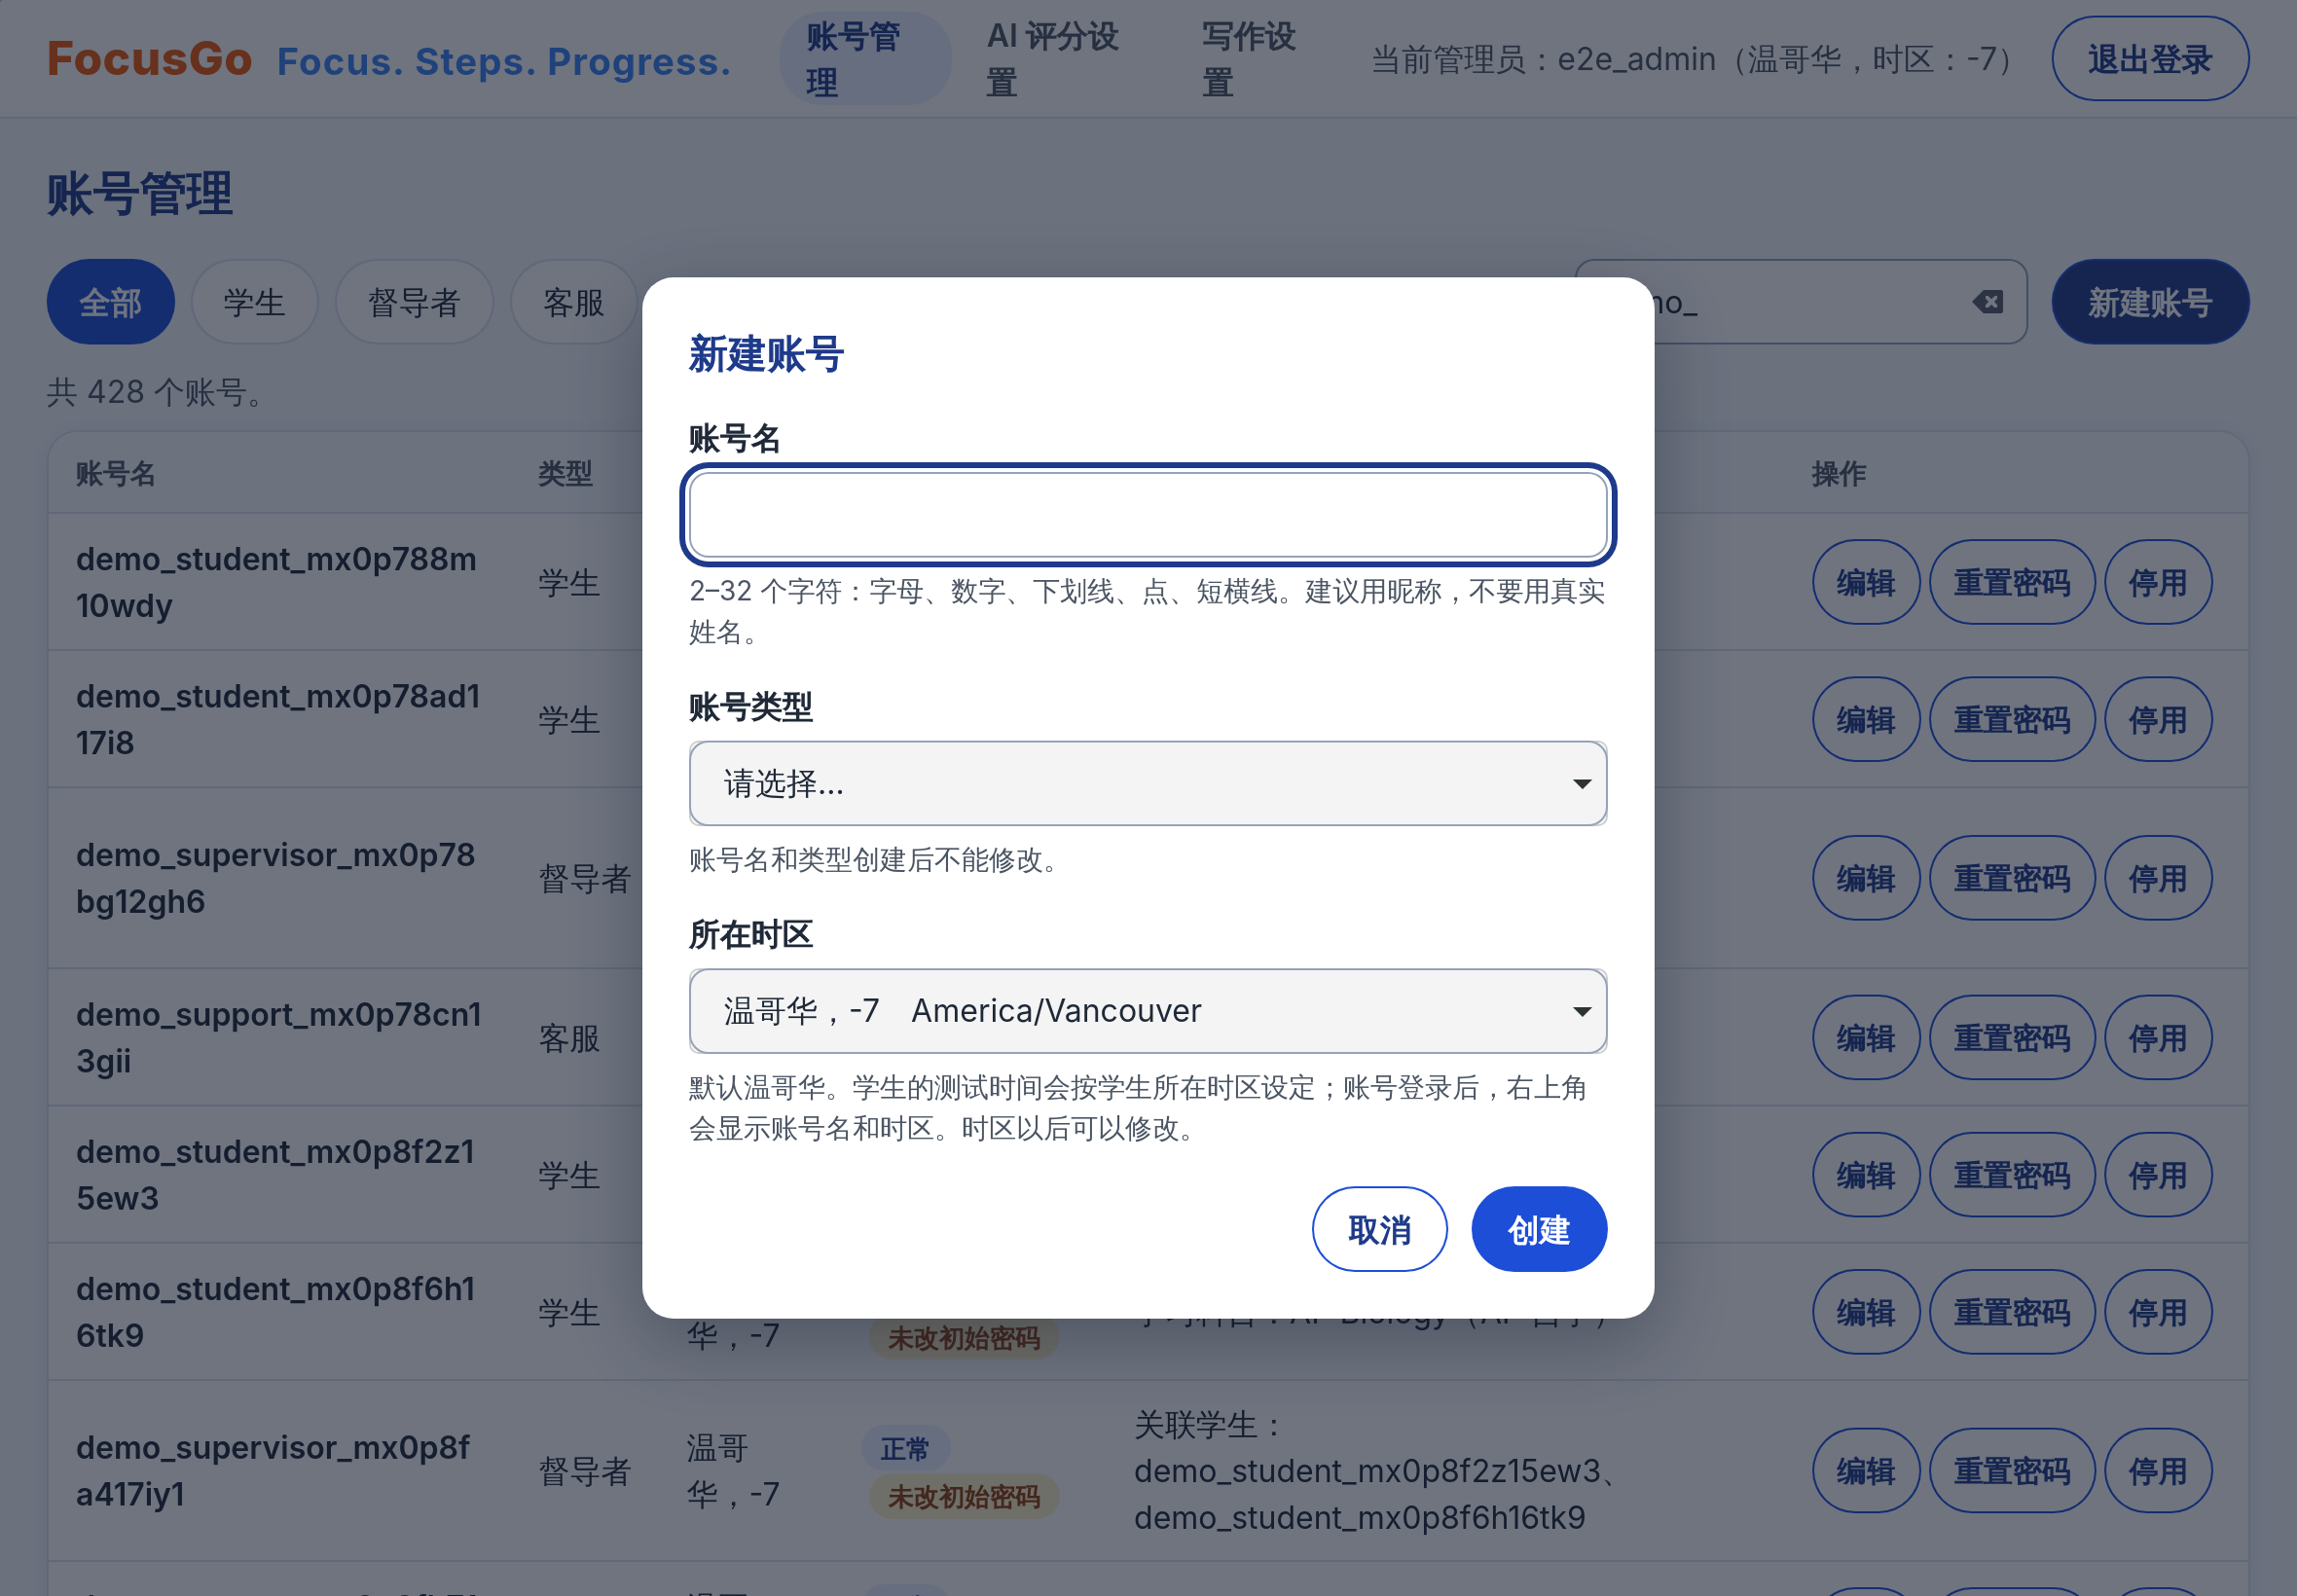 FocusGo Focus. Steps. Progress.
账号管
理
AI 评分设
置
写作设
置
当前管理员：e2e_admin（温哥华，时区：-7）
退出登录
账号管理
全部
学生
督导者
客服
新建账号
共 428 个账号。
账号名
类型
操作
demo_student_mx0p788m
10wdy
学生
编辑
重置密码
停用
demo_student_mx0p78ad1
17i8
学生
编辑
重置密码
停用
demo_supervisor_mx0p78
bg12gh6
督导者
编辑
重置密码
停用
demo_support_mx0p78cn1
3gii
客服
编辑
重置密码
停用
demo_student_mx0p8f2z1
5ew3
学生
编辑
重置密码
停用
demo_student_mx0p8f6h1
6tk9
学生
华，-7
未改初始密码
编辑
重置密码
停用
demo_supervisor_mx0p8f
a417iy1
督导者
温哥
华，-7
正常
未改初始密码
关联学生：
demo_student_mx0p8f2z15ew3、
demo_student_mx0p8f6h16tk9
编辑
重置密码
停用
新建账号
账号名
2–32 个字符：字母、数字、下划线、点、短横线。建议用昵称，不要用真实
姓名。
账号类型
请选择...
账号名和类型创建后不能修改。
所在时区
温哥华，-7　America/Vancouver
默认温哥华。学生的测试时间会按学生所在时区设定；账号登录后，右上角
会显示账号名和时区。时区以后可以修改。
取消
创建